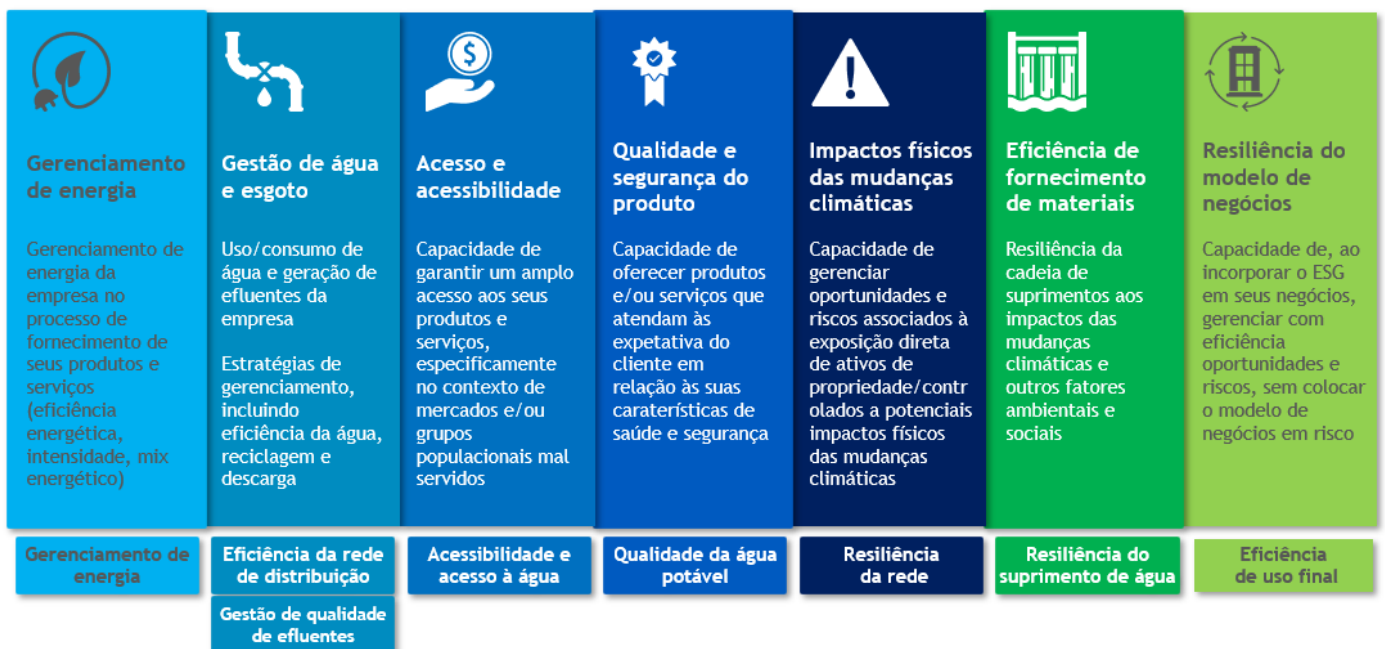 $
Gerenciamento
de energia
Gerenciamento de
energia da
empresa no
processo de
fornecimento de
seus produtos e
serviços
(eficiência
energética,
intensidade, mix
energético)
Gerenciamento de
energia
Gestão de água
e esgoto
Uso/consumo de
água e geração de
efluentes da
empresa
Estratégias de
gerenciamento,
incluindo
eficiência da água,
reciclagem e
descarga
Eficiência da rede
de distribuição
Gestão de qualidade
de efluentes
Acesso e
acessibilidade
Capacidade de
garantir um amplo
acesso aos seus
produtos e
serviços,
especificamente
no contexto de
mercados e/ou
grupos
populacionais mal
servidos
Acessibilidade e
acesso à água
Qualidade e
segurança do
produto
Capacidade de
oferecer produtos
e/ou serviços que
atendam às
expetativa do
cliente em
relação às suas
caraterísticas de
saúde e segurança
Qualidade da água
potável
Impactos físicos
das mudanças
climáticas
Capacidade de
gerenciar
oportunidades e
riscos associados à
exposição direta
de ativos de
propriedade/contr
olados a potenciais
impactos físicos
das mudanças
climáticas
Resiliência
da rede
Eficiência de
fornecimento
de materiais
Resiliência da
cadeia de
suprimentos aos
impactos das
mudanças
climáticas e
outros fatores
ambientais e
sociais
Resiliência do
suprimento de água
Resiliência do
modelo de
negócios
Capacidade de, ao
incorporar o ESG
em seus negócios,
gerenciar com
eficiência
oportunidades e
riscos, sem colocar
o modelo de
negócios em risco
Eficiência
de uso final